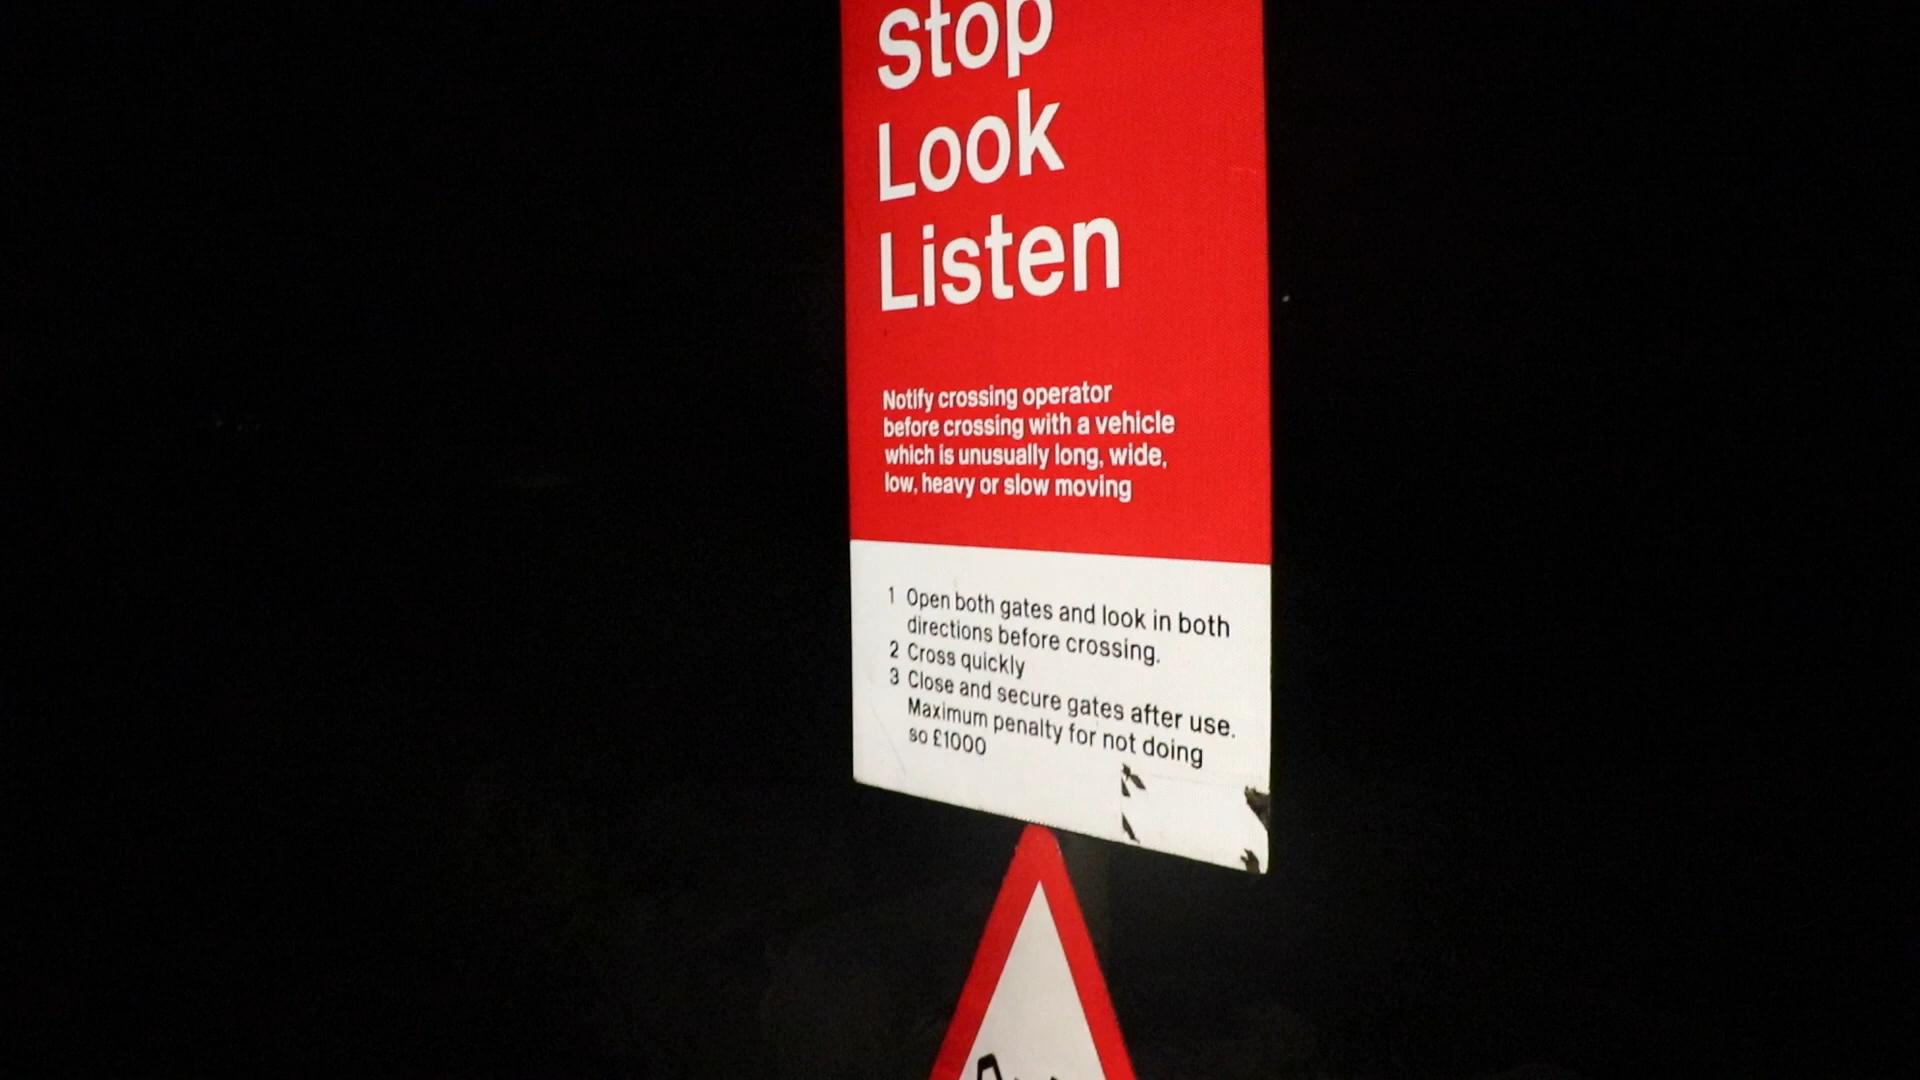 Stop
Look
Listen
Notify crossing operator
before crossing with a vehicle
which is unusually long, wide,
low, heavy or slow moving
1 Open both gates and look in both
directions before crossing.
2 Cross quickly
3 Close and secure gates after use.
Maximum penalty for not doing
so £1000